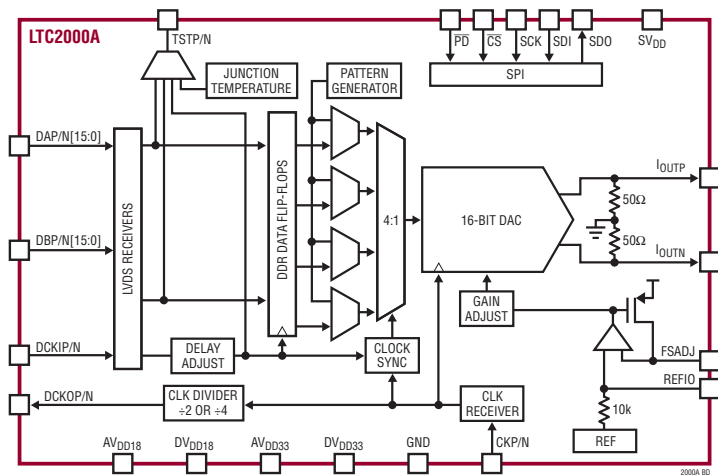 LTC2000A
TSTP/N
PD
CS
SCK
SDI
SDO
SVDD
SPI
JUNCTION
TEMPERATURE
PATTERN
GENERATOR
DAP/N[15:0]
DBP/N[15:0]
DCKIP/N
DCKOP/N
LVDS RECEIVERS
DDR DATA FLIP-FLOPS
4:1
16-BIT DAC
IOUTP
50Ω
50Ω
IOUTN
GAIN
ADJUST
FSADJ
REFIO
10k
REF
DELAY
ADJUST
CLOCK
SYNC
CLK DIVIDER
÷2 OR ÷4
CLK
RECEIVER
AVDD18
DVDD18
AVDD33
DVDD33
GND
CKP/N
2000A BD